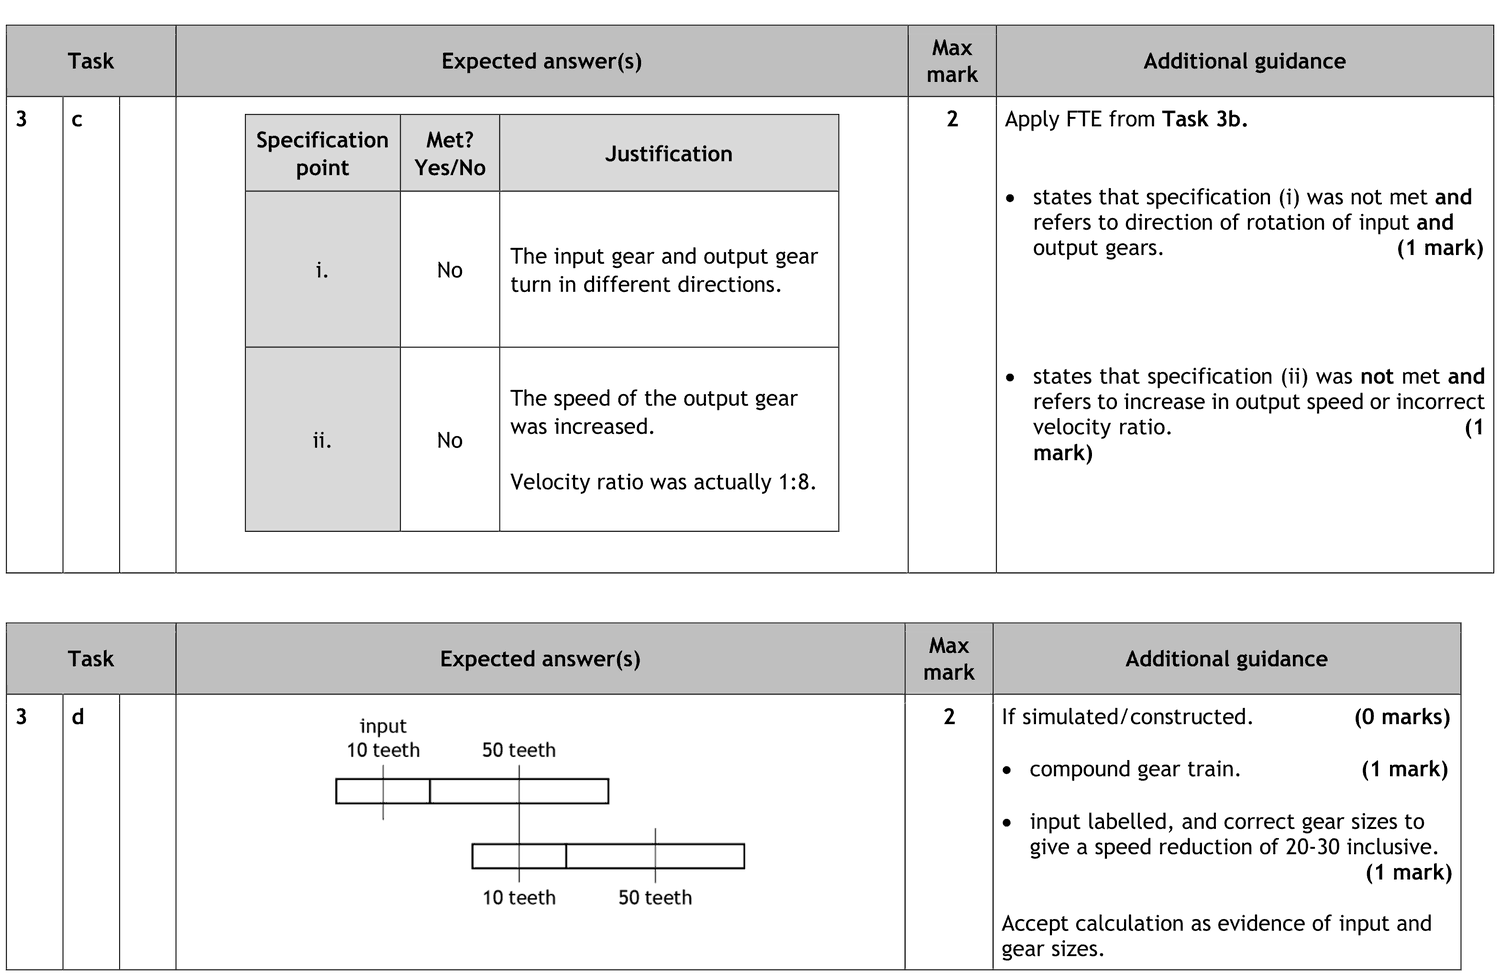 Task Expected answer(s) Max mark Additional guidance
3 c 2 Apply FTE from Task 3b.
Specification point Met? Yes/No Justification
i. No The input gear and output gear
turn in different directions.
• states that specification (i) was not met and
refers to direction of rotation of input and
output gears. (1 mark)
ii. No The speed of the output gear
was increased.
Velocity ratio was actually 1:8.
• states that specification (ii) was not met and
refers to increase in output speed or incorrect
velocity ratio. (1
mark)
Task Expected answer(s) Max mark Additional guidance
3 d 2 If simulated/constructed. (0 marks)
input
10 teeth 50 teeth
10 teeth 50 teeth
• compound gear train. (1 mark)
• input labelled, and correct gear sizes to
give a speed reduction of 20-30 inclusive.
(1 mark)
Accept calculation as evidence of input and
gear sizes.